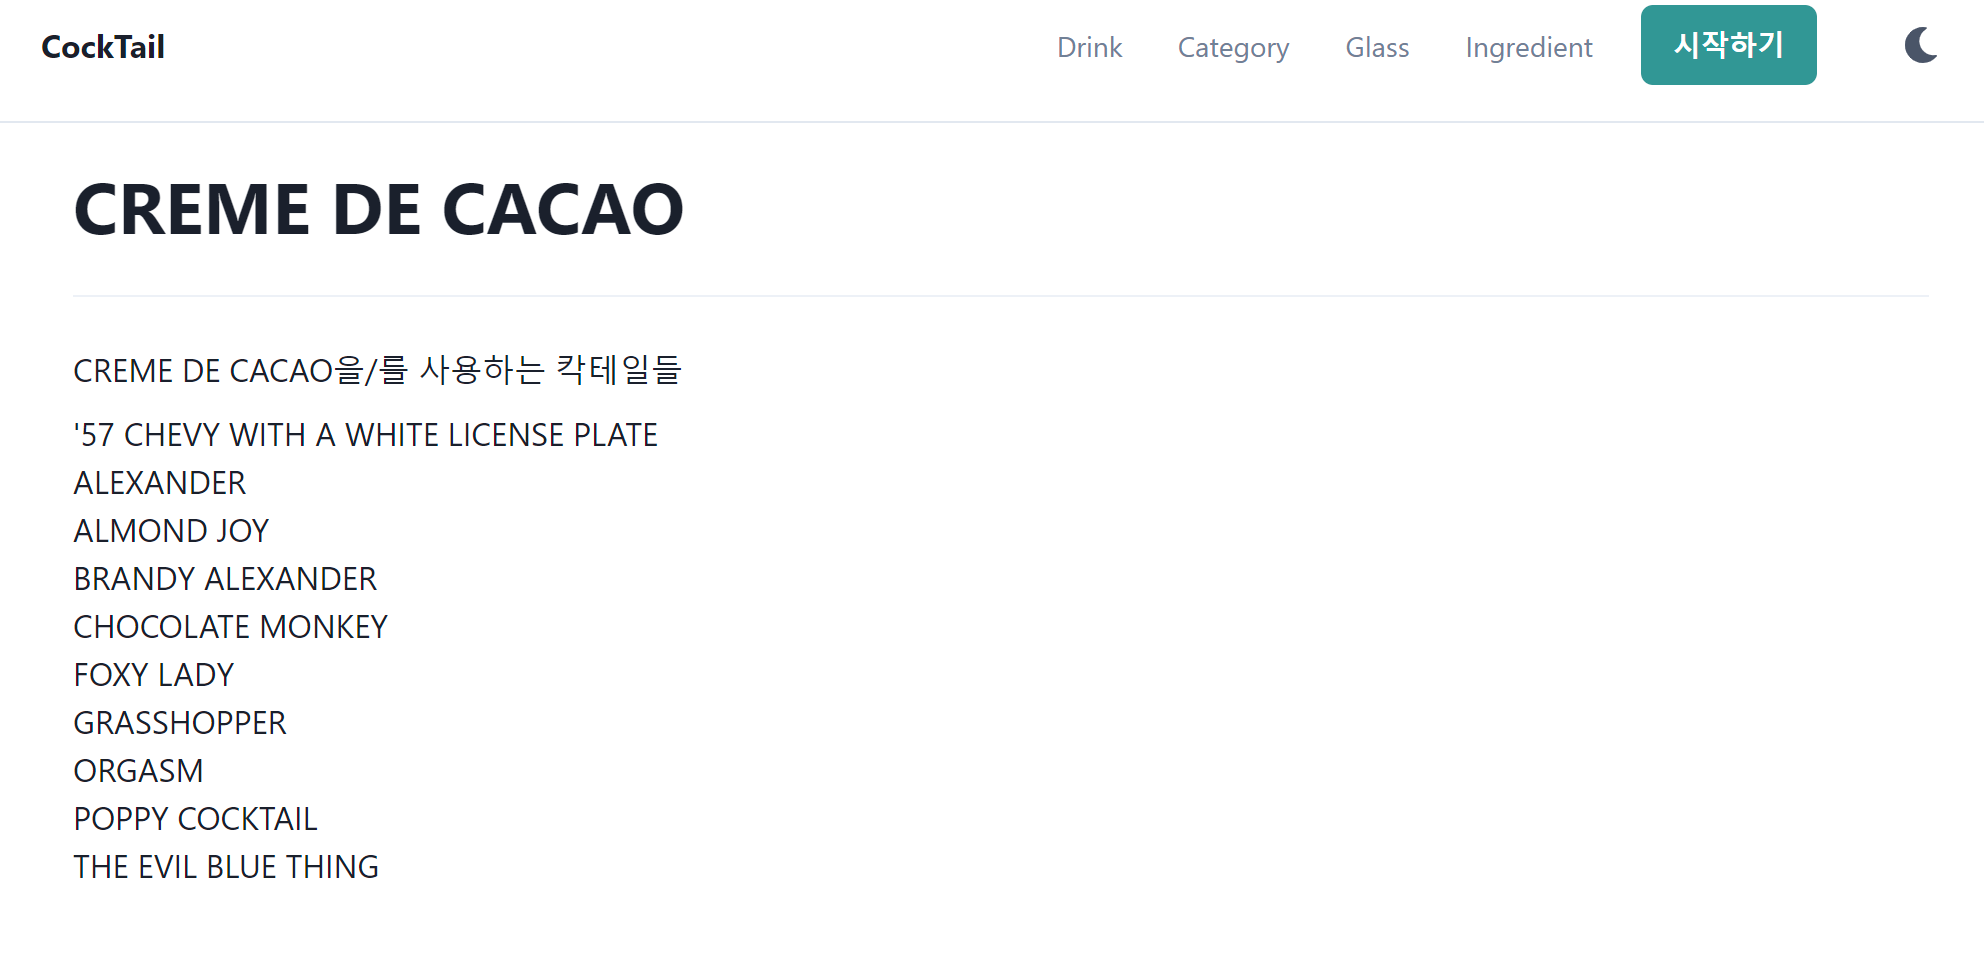 CockTail
Drink Category Glass Ingredient 시작하기
CREME DE CACAO
CREME DE CACAO을/를 사용하는 칵테일들
'57 CHEVY WITH A WHITE LICENSE PLATE
ALEXANDER
ALMOND JOY
BRANDY ALEXANDER
CHOCOLATE MONKEY
FOXY LADY
GRASSHOPPER
ORGASM
POPPY COCKTAIL
THE EVIL BLUE THING